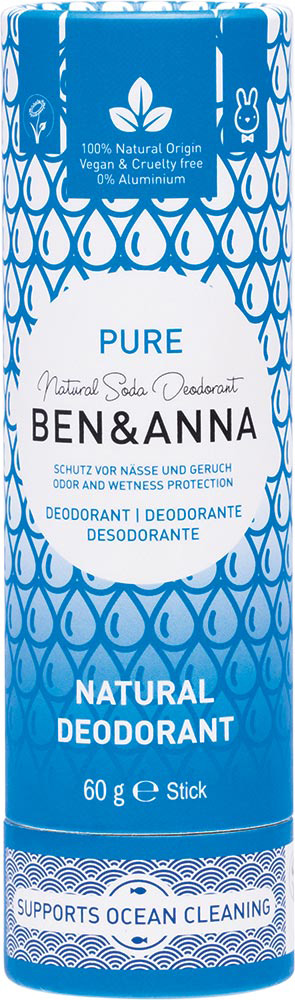 100% Natural Origin
Vegan & Cruelty free
0% Aluminium
PURE
Natural Soda Deodorant
BEN&ANNA
SCHUTZ VOR NÄSSE UND GERUCH
ODOR AND WETNESS PROTECTION
DEODORANT | DEODORANTE
DESODORANTE
NATURAL
DEODORANT
60 g ℮ Stick
SUPPORTS OCEAN CLEANING